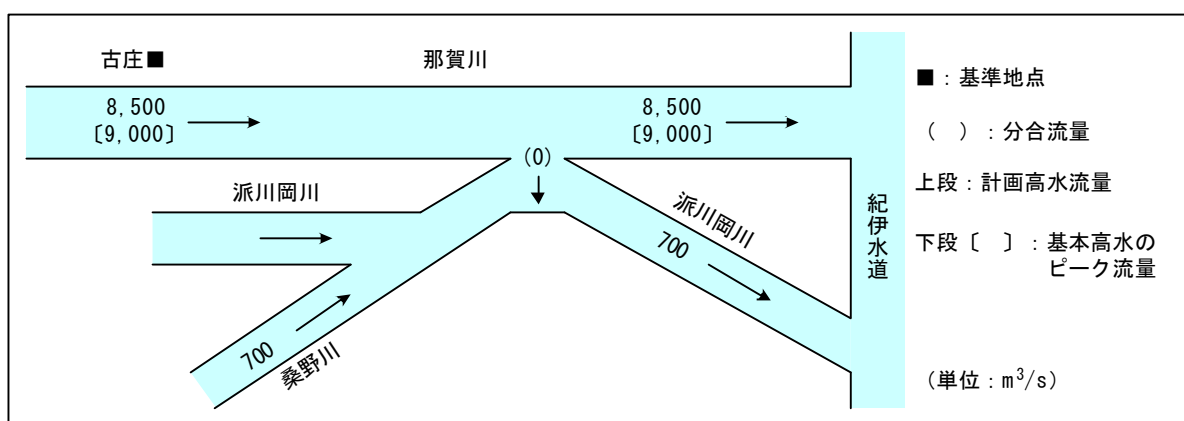 古庄■
那賀川
8,500
〔9,000〕
8,500
〔9,000〕
(0)
派川岡川
派川岡川
700
700
桑野川
紀伊水道
■:基準地点
( ):分合流量
上段:計画高水流量
下段〔 〕:基本高水の
ピーク流量
(単位:m³/s)